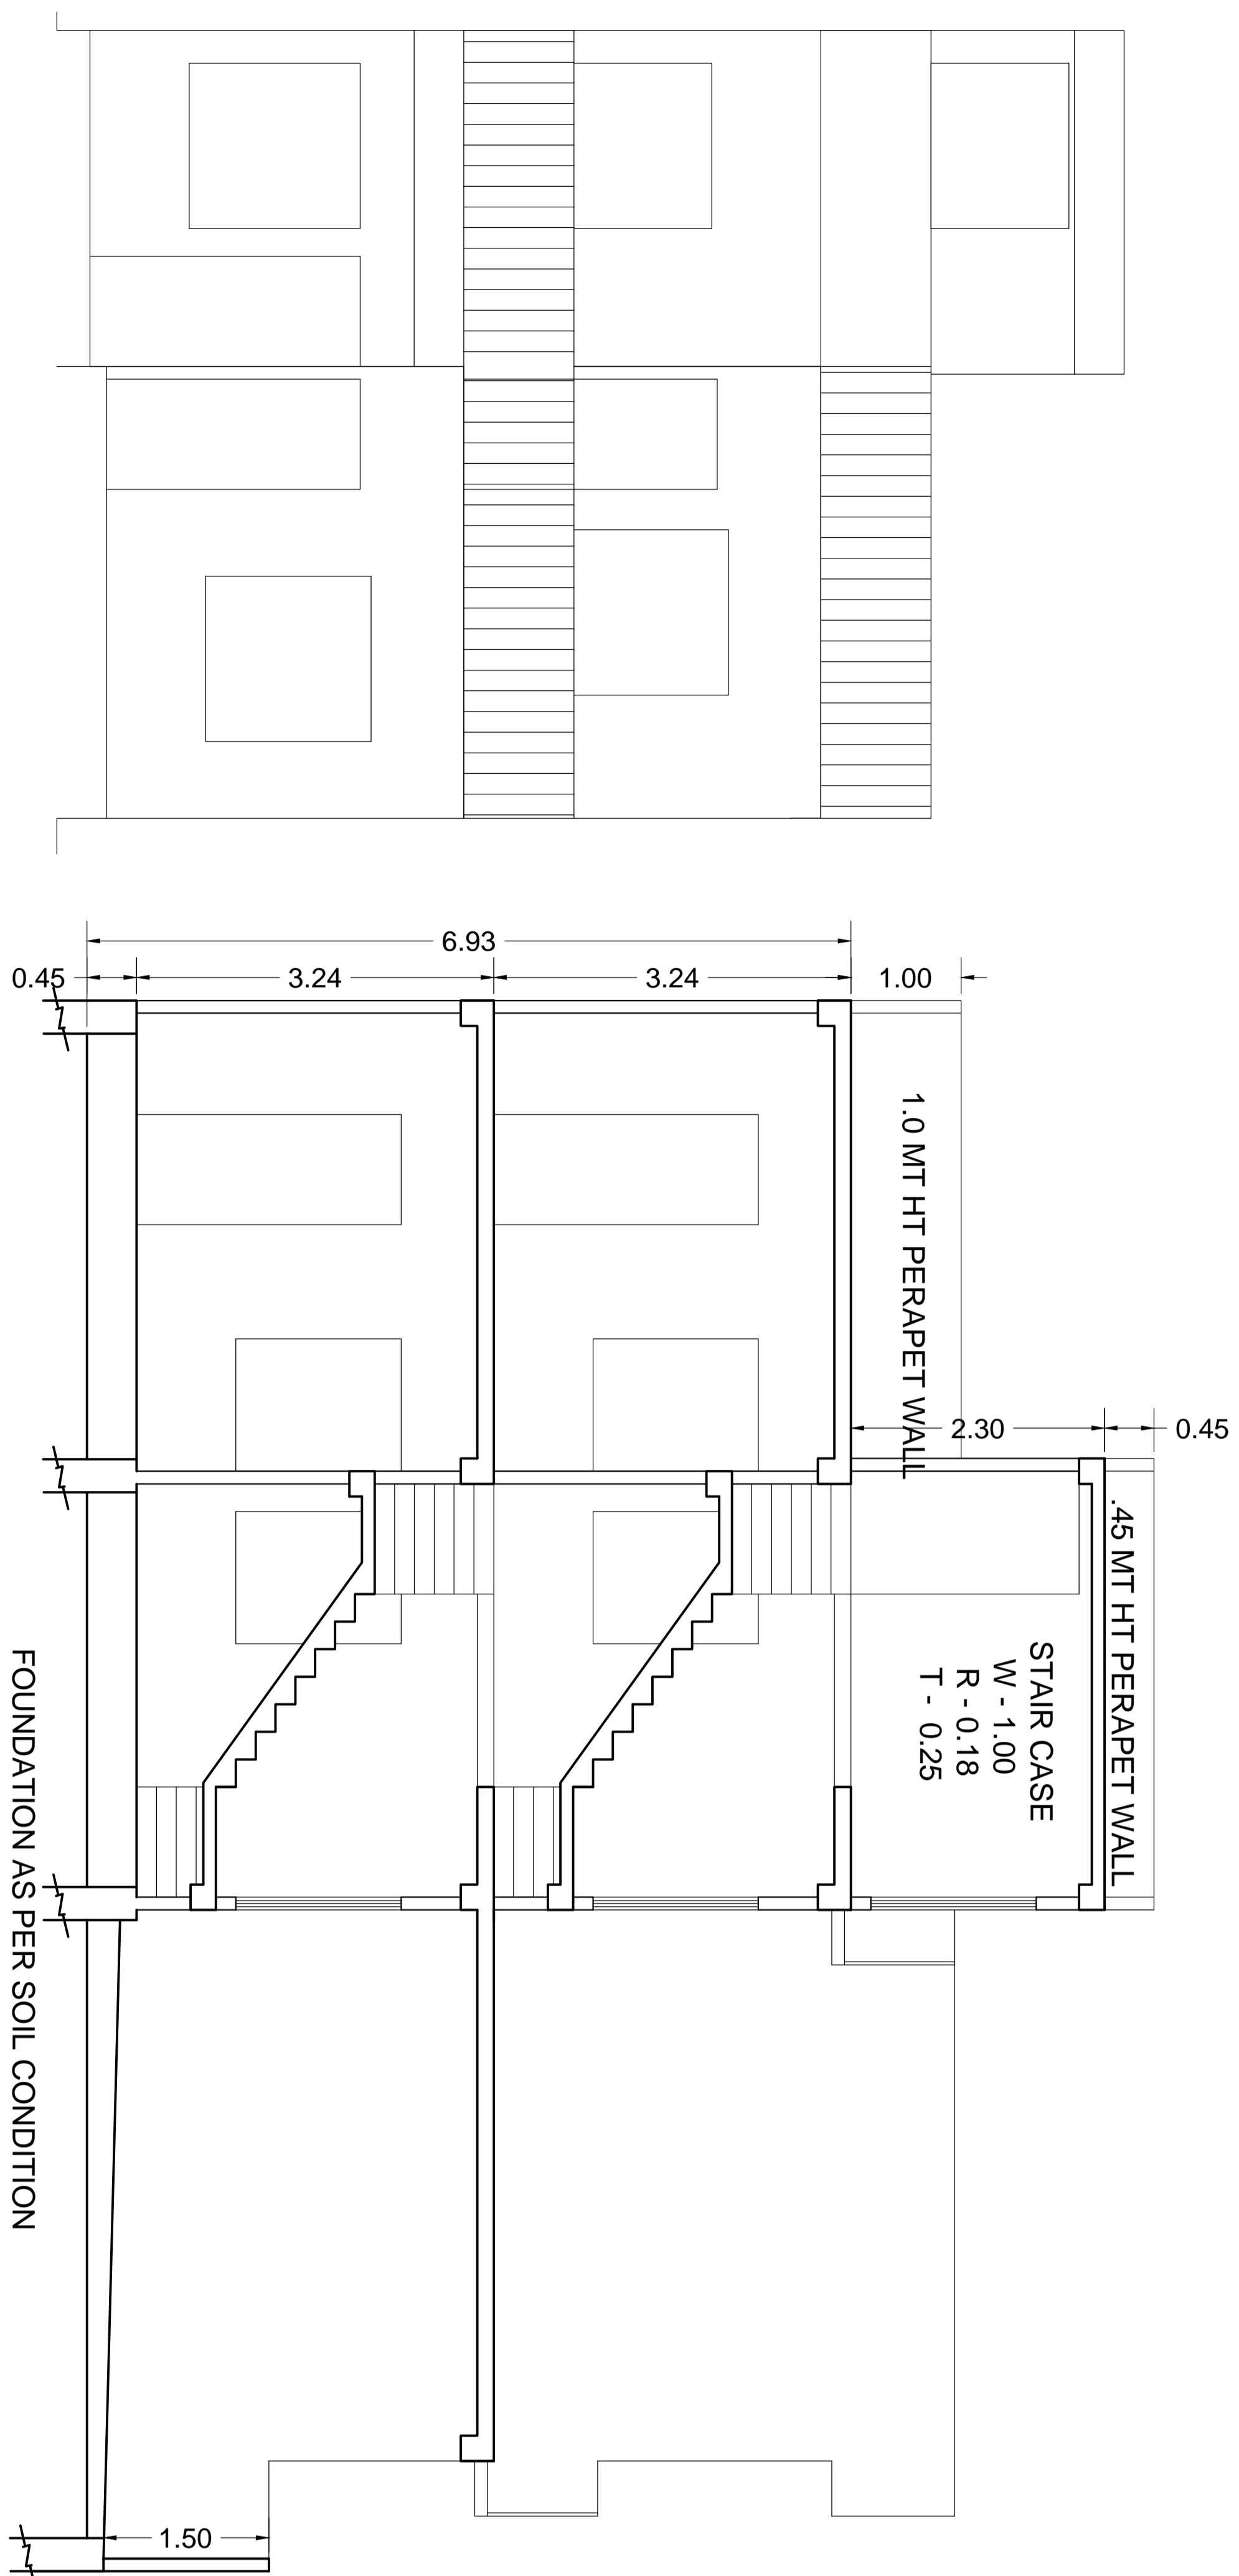 6.93
0.45
3.24
3.24
1.00
1.0 MT HT PERAPET WALL
2.30
0.45
.45 MT HT PERAPET WALL
STAIR CASE
W - 1.00
R - 0.18
T - 0.25
FOUNDATION AS PER SOIL CONDITION
1.50